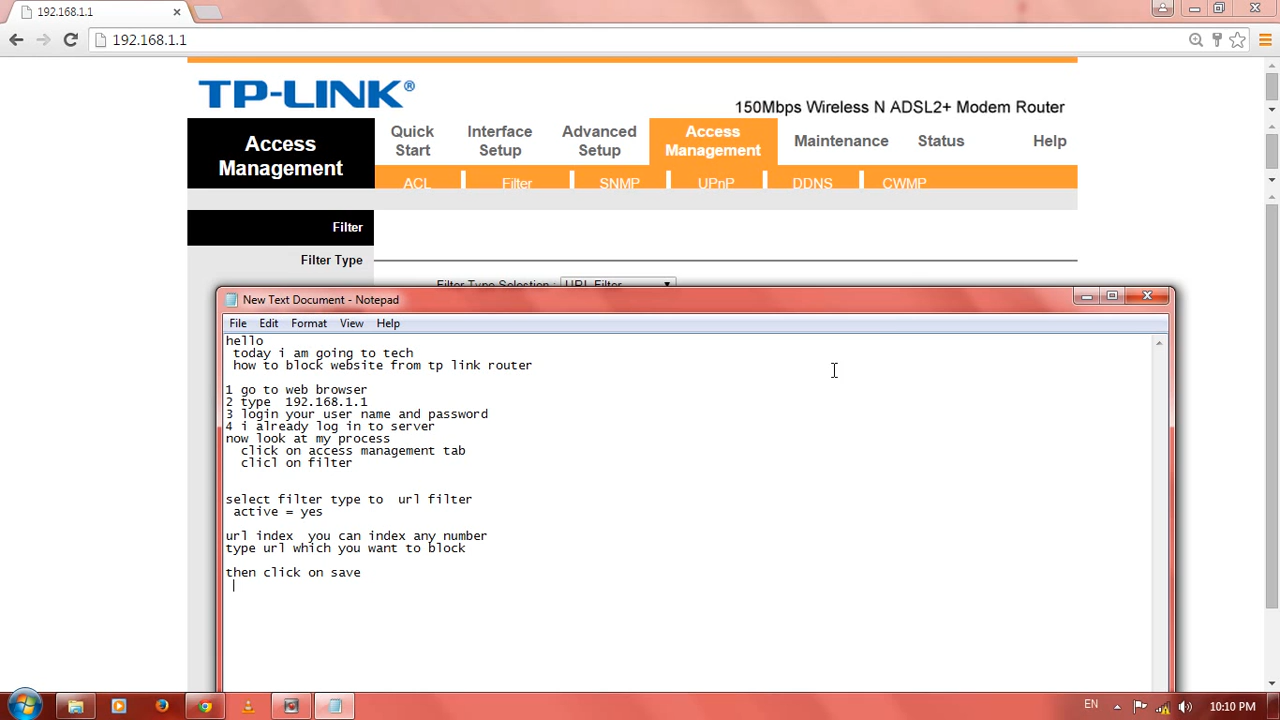 192.168.1.1
192.168.1.1
TP-LINK®
150Mbps Wireless N ADSL2+ Modem Router
Access Management
Quick Start
Interface Setup
Advanced Setup
Access Management
Maintenance
Status
Help
ACL
Filter
SNMP
UPnP
DDNS
CWMP
Filter
Filter Type
Filter Type Selection :
URL Filter
New Text Document - Notepad
File Edit Format View Help
hello
today i am going to tech
how to block website from tp link router
1 go to web browser
2 type 192.168.1.1
3 login your user name and password
4 i already log in to server
now look at my process
click on access management tab
clicl on filter
select filter type to url filter
active = yes
url index you can index any number
type url which you want to block
then click on save
EN
10:10 PM